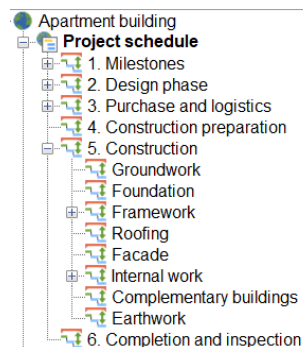 Apartment building
Project schedule
1. Milestones
2. Design phase
3. Purchase and logistics
4. Construction preparation
5. Construction
Groundwork
Foundation
Framework
Roofing
Facade
Internal work
Complementary buildings
Earthwork
6. Completion and inspection